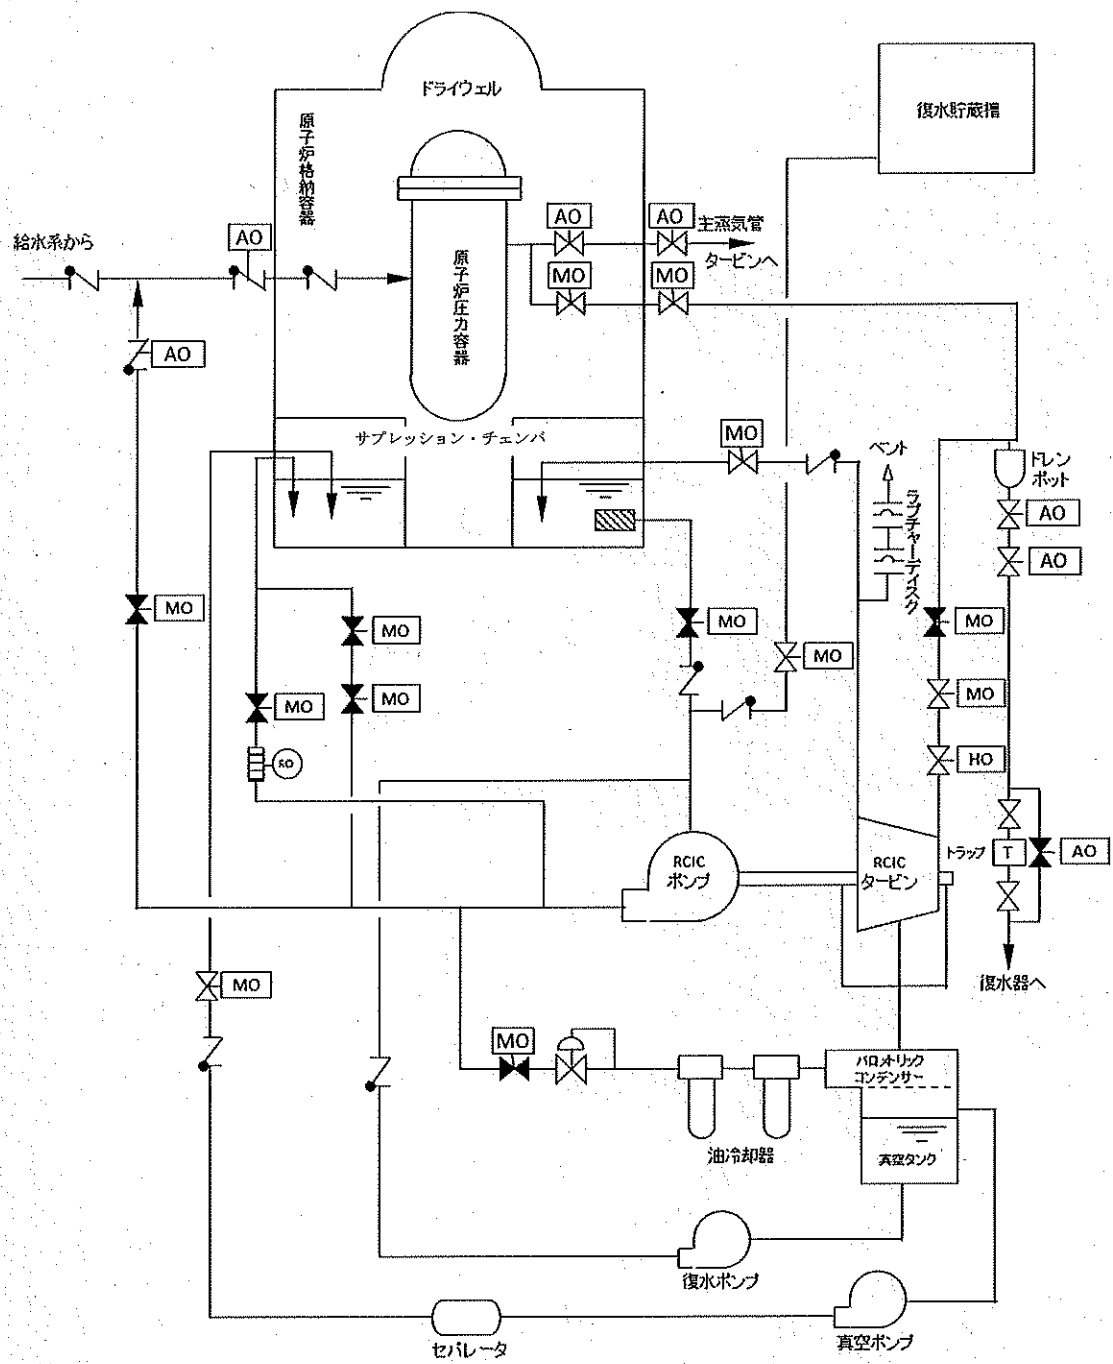 ドライウェル
復水貯蔵槽
原子炉格納容器
給水系から
AO
AO
AO
主蒸気管
タービンへ
MO
MO
原子炉圧力容器
AO
サプレッション・チェンバ
MO
ベント
ラプチャーディスク
ドレン
ポット
AO
AO
MO
MO
MO
MO
MO
MO
MO
MO
HO
RO
RCIC
ポンプ
RCIC
タービン
トラップ
T
AO
復水器へ
MO
MO
バロメトリック
コンデンサー
油冷却器
真空タンク
復水ポンプ
真空ポンプ
セパレータ